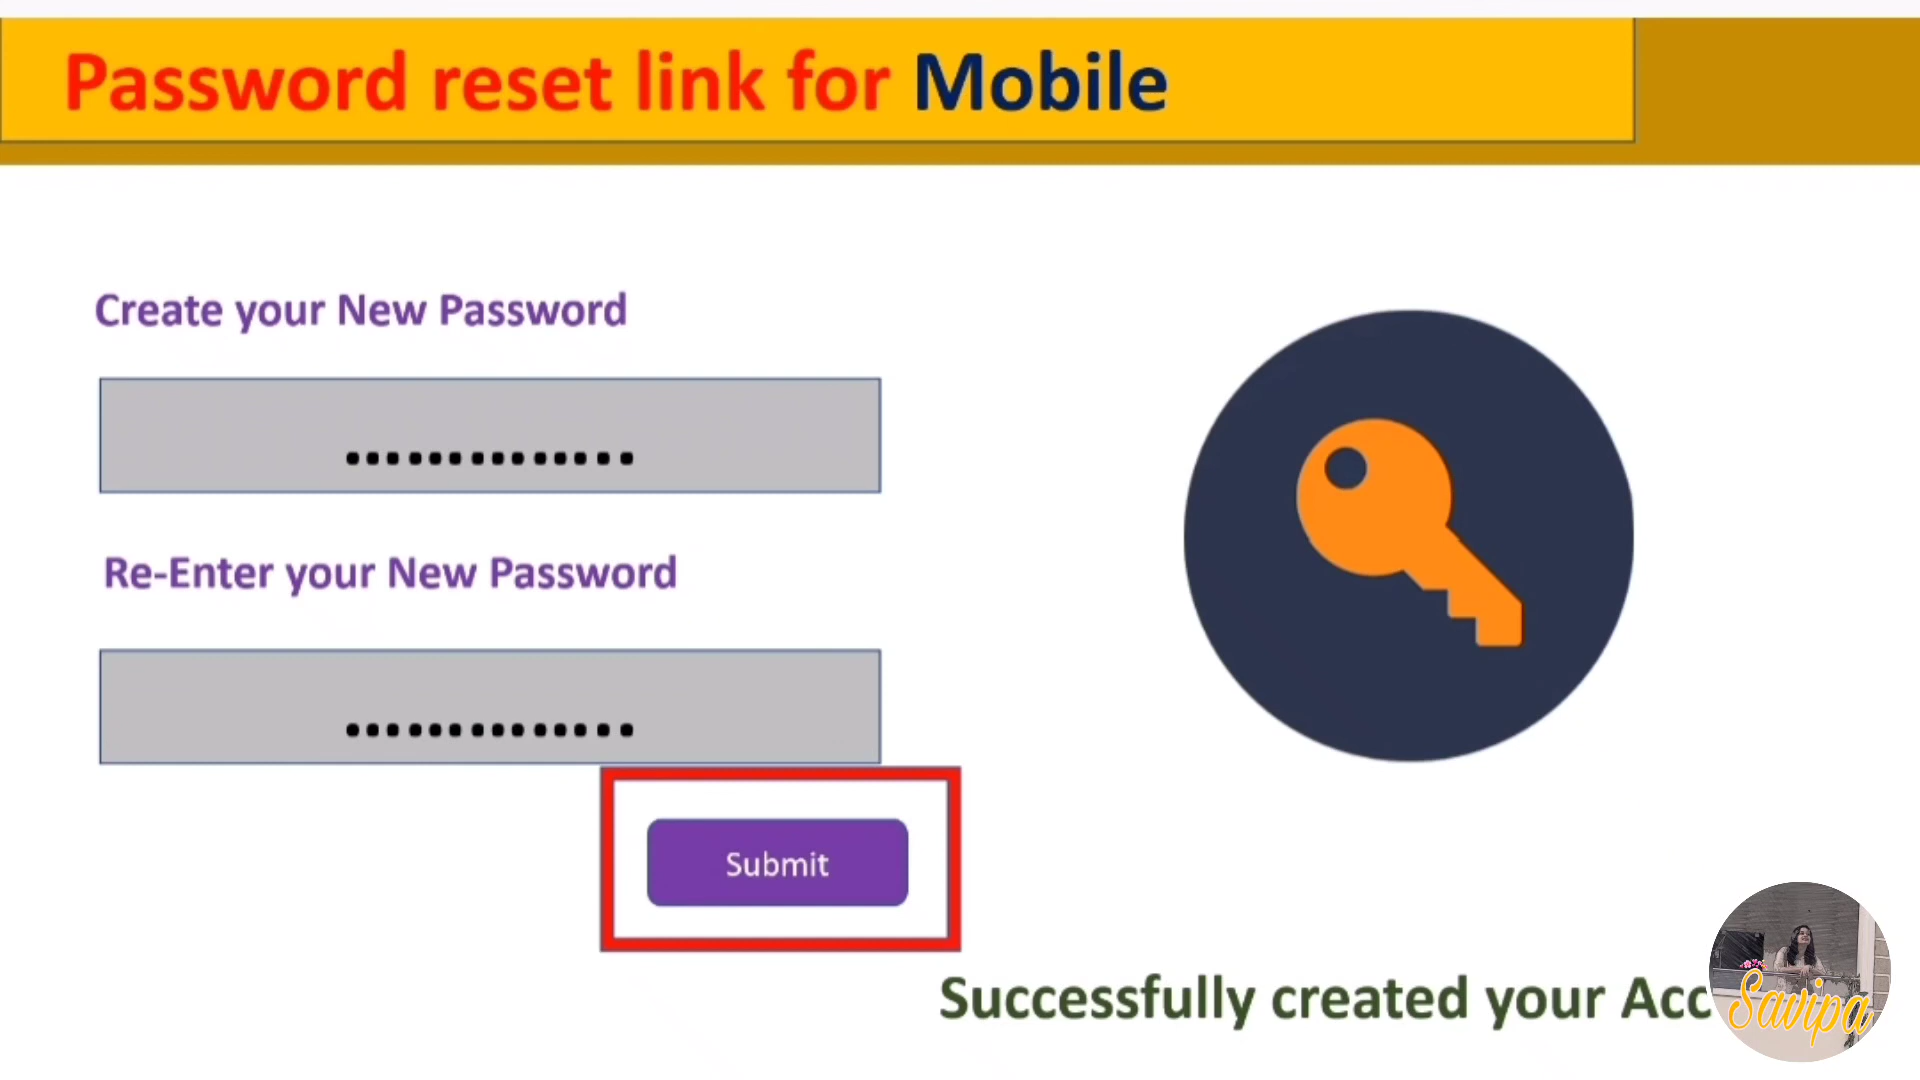 Password reset link for Mobile
Create your New Password
••••••••••••••
Re-Enter your New Password
••••••••••••••
Submit
Successfully created your Acc
Savipa